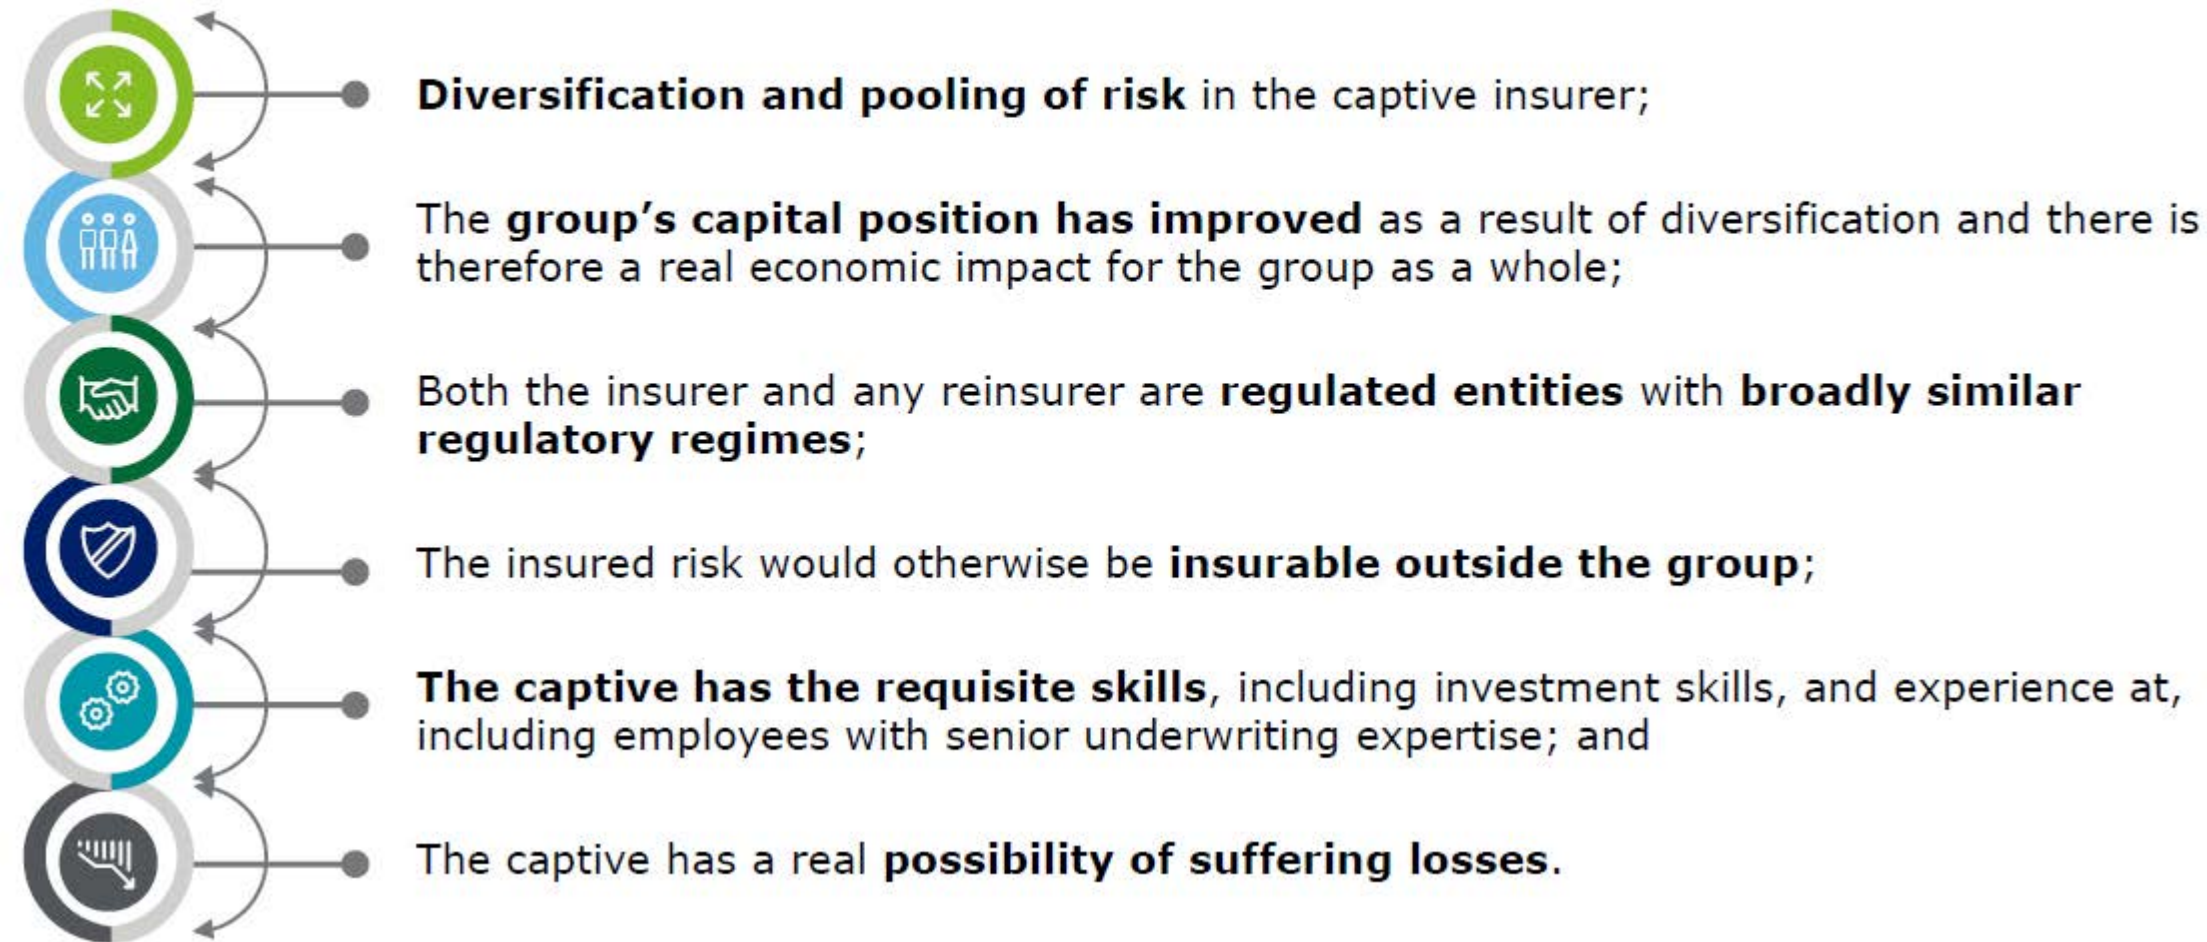 Diversification and pooling of risk in the captive insurer;
The group’s capital position has improved as a result of diversification and there is
therefore a real economic impact for the group as a whole;
Both the insurer and any reinsurer are regulated entities with broadly similar
regulatory regimes;
The insured risk would otherwise be insurable outside the group;
The captive has the requisite skills, including investment skills, and experience at,
including employees with senior underwriting expertise; and
The captive has a real possibility of suffering losses.